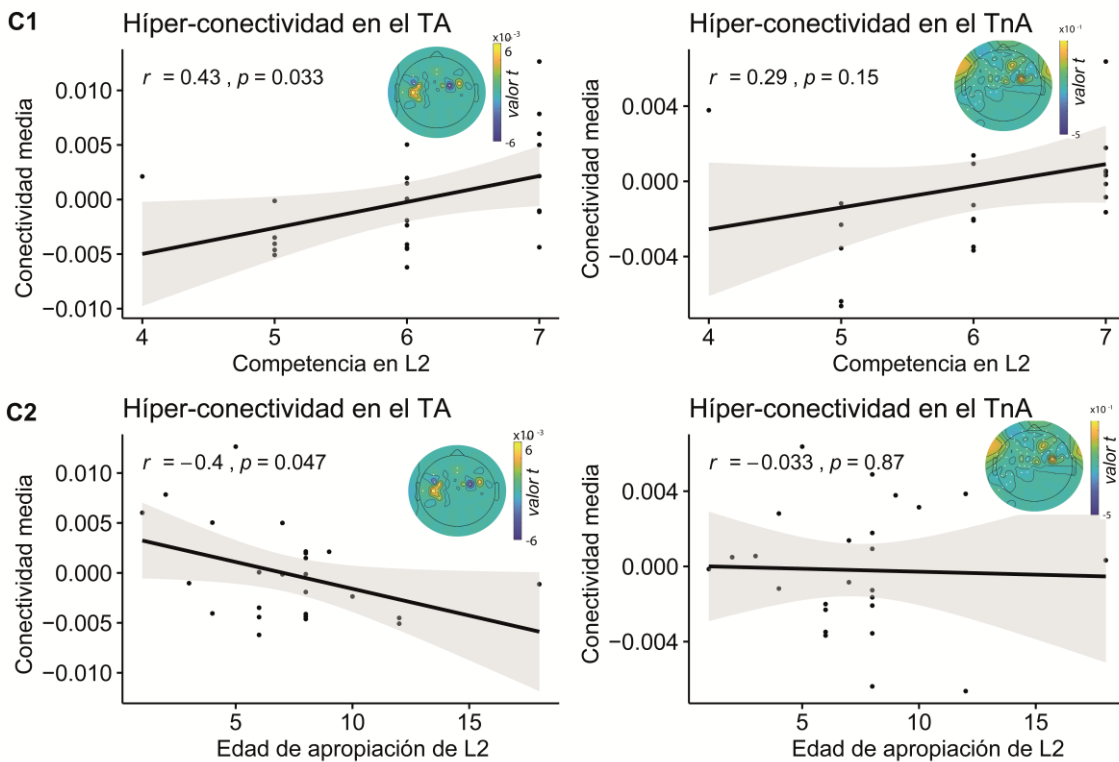 C1
Híper-conectividad en el TA
r = 0.43 , p = 0.033
x10⁻³
6
-6
valor t
Conectividad media
0.010
0.005
0.000
−0.005
−0.010
4 5 6 7
Competencia en L2
Híper-conectividad en el TnA
r = 0.29 , p = 0.15
x10⁻¹
5
-5
valor t
Conectividad media
0.004
0.000
−0.004
4 5 6 7
Competencia en L2
C2
Híper-conectividad en el TA
r = −0.4 , p = 0.047
x10⁻³
6
-6
valor t
Conectividad media
0.010
0.005
0.000
−0.005
−0.010
5 10 15
Edad de apropiación de L2
Híper-conectividad en el TnA
r = −0.033 , p = 0.87
x10⁻¹
5
-5
valor t
Conectividad media
0.004
0.000
−0.004
5 10 15
Edad de apropiación de L2